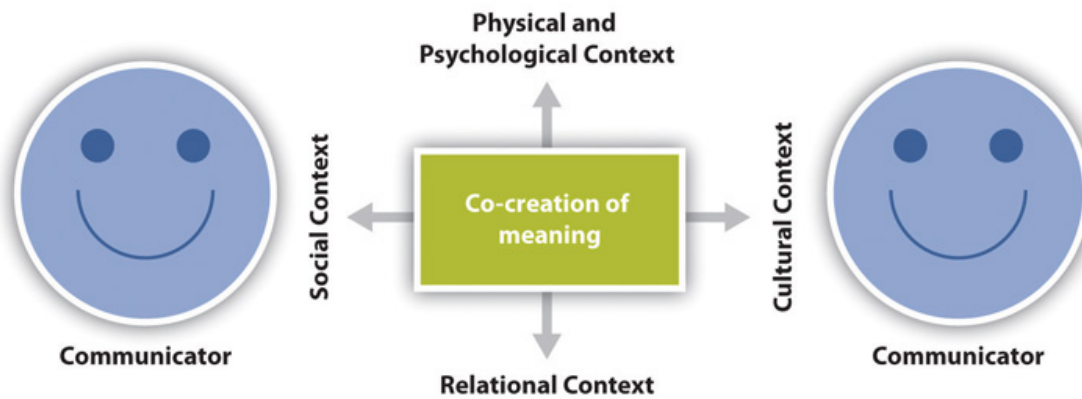 Physical and
Psychological Context
Social Context
Co-creation of
meaning
Cultural Context
Communicator
Communicator
Relational Context